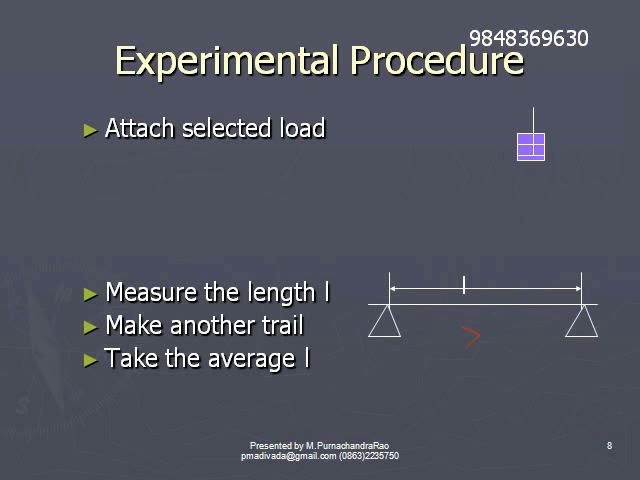 9848369630
Experimental Procedure
Attach selected load
Measure the length l
l
Make another trail
Take the average l
Presented by M.PurnachandraRao
pmadivada@gmail.com (0863)2235750
8
N
S